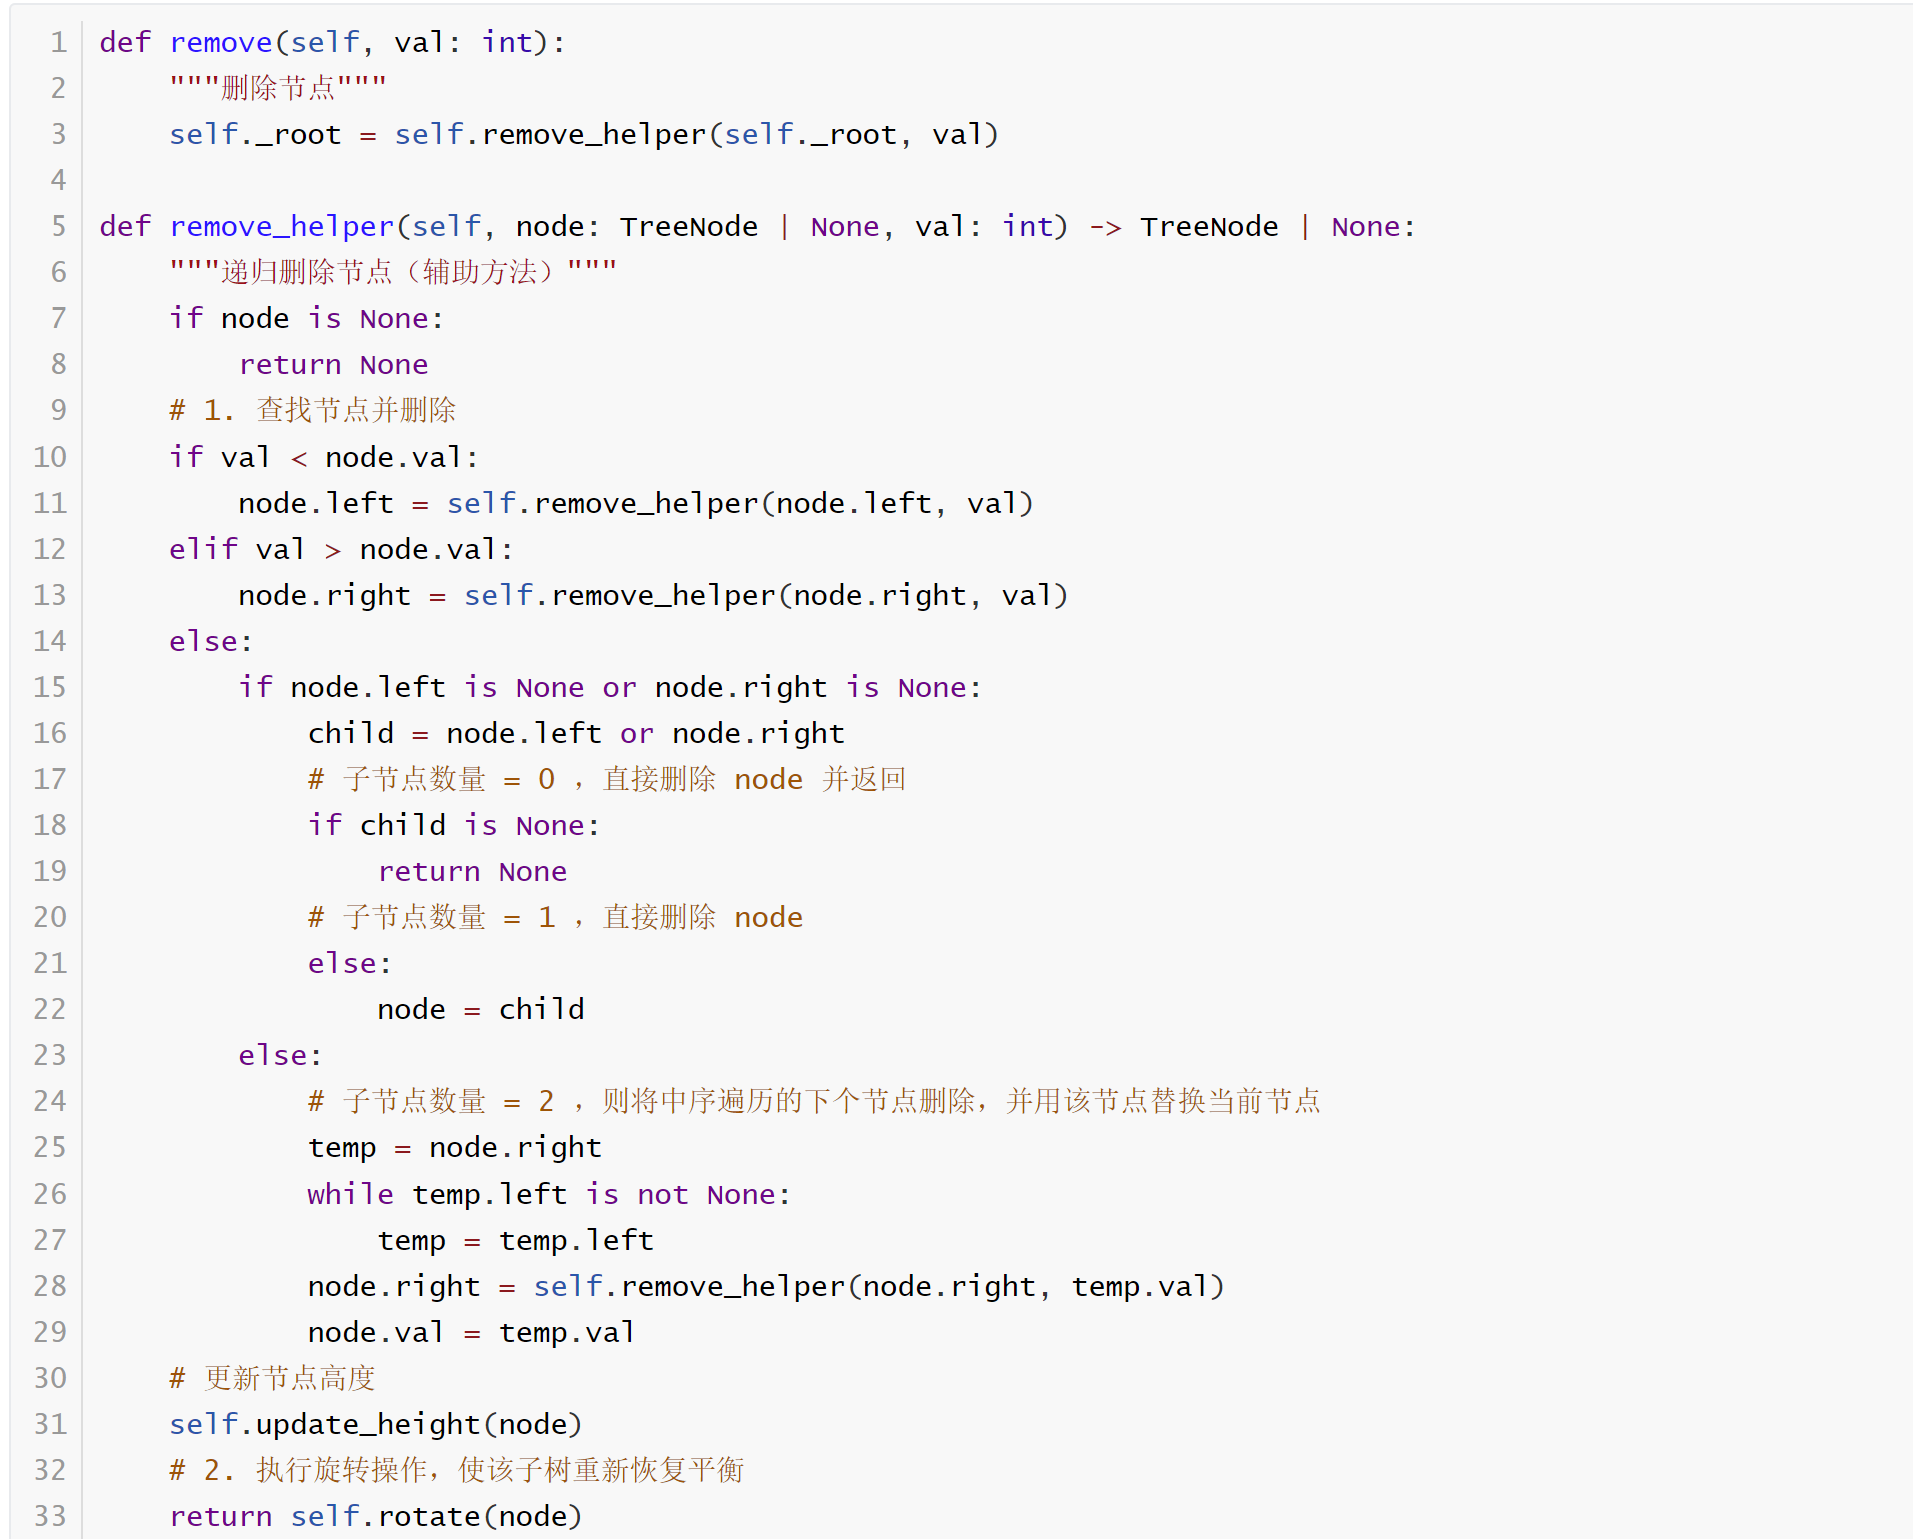 1 def remove(self, val: int):
2     """删除节点"""
3     self._root = self.remove_helper(self._root, val)
4
5 def remove_helper(self, node: TreeNode | None, val: int) -> TreeNode | None:
6     """递归删除节点（辅助方法）"""
7     if node is None:
8         return None
9     # 1. 查找节点并删除
10     if val < node.val:
11         node.left = self.remove_helper(node.left, val)
12     elif val > node.val:
13         node.right = self.remove_helper(node.right, val)
14     else:
15         if node.left is None or node.right is None:
16             child = node.left or node.right
17             # 子节点数量 = 0 ，直接删除 node 并返回
18             if child is None:
19                 return None
20             # 子节点数量 = 1 ，直接删除 node
21             else:
22                 node = child
23         else:
24             # 子节点数量 = 2 ，则将中序遍历的下个节点删除，并用该节点替换当前节点
25             temp = node.right
26             while temp.left is not None:
27                 temp = temp.left
28             node.right = self.remove_helper(node.right, temp.val)
29             node.val = temp.val
30     # 更新节点高度
31     self.update_height(node)
32     # 2. 执行旋转操作，使该子树重新恢复平衡
33     return self.rotate(node)